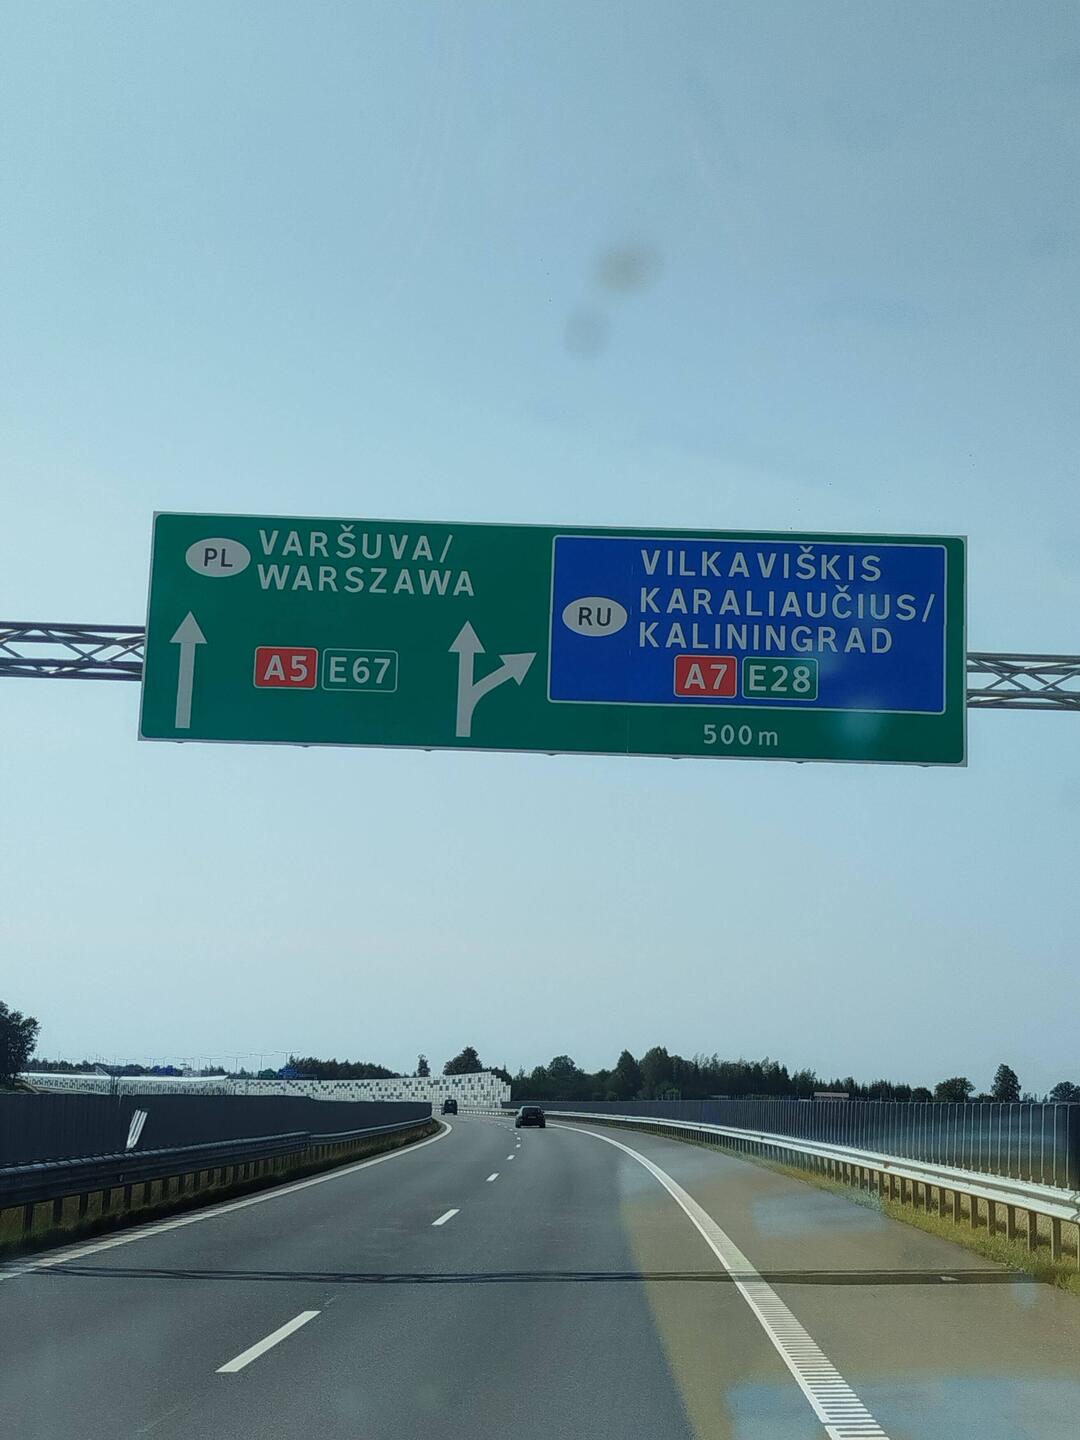 PL
VARŠUVA/
WARSZAWA
A5 E67
VILKAVIŠKIS
RU
KARALIAUČIUS/
KALININGRAD
A7 E28
500m